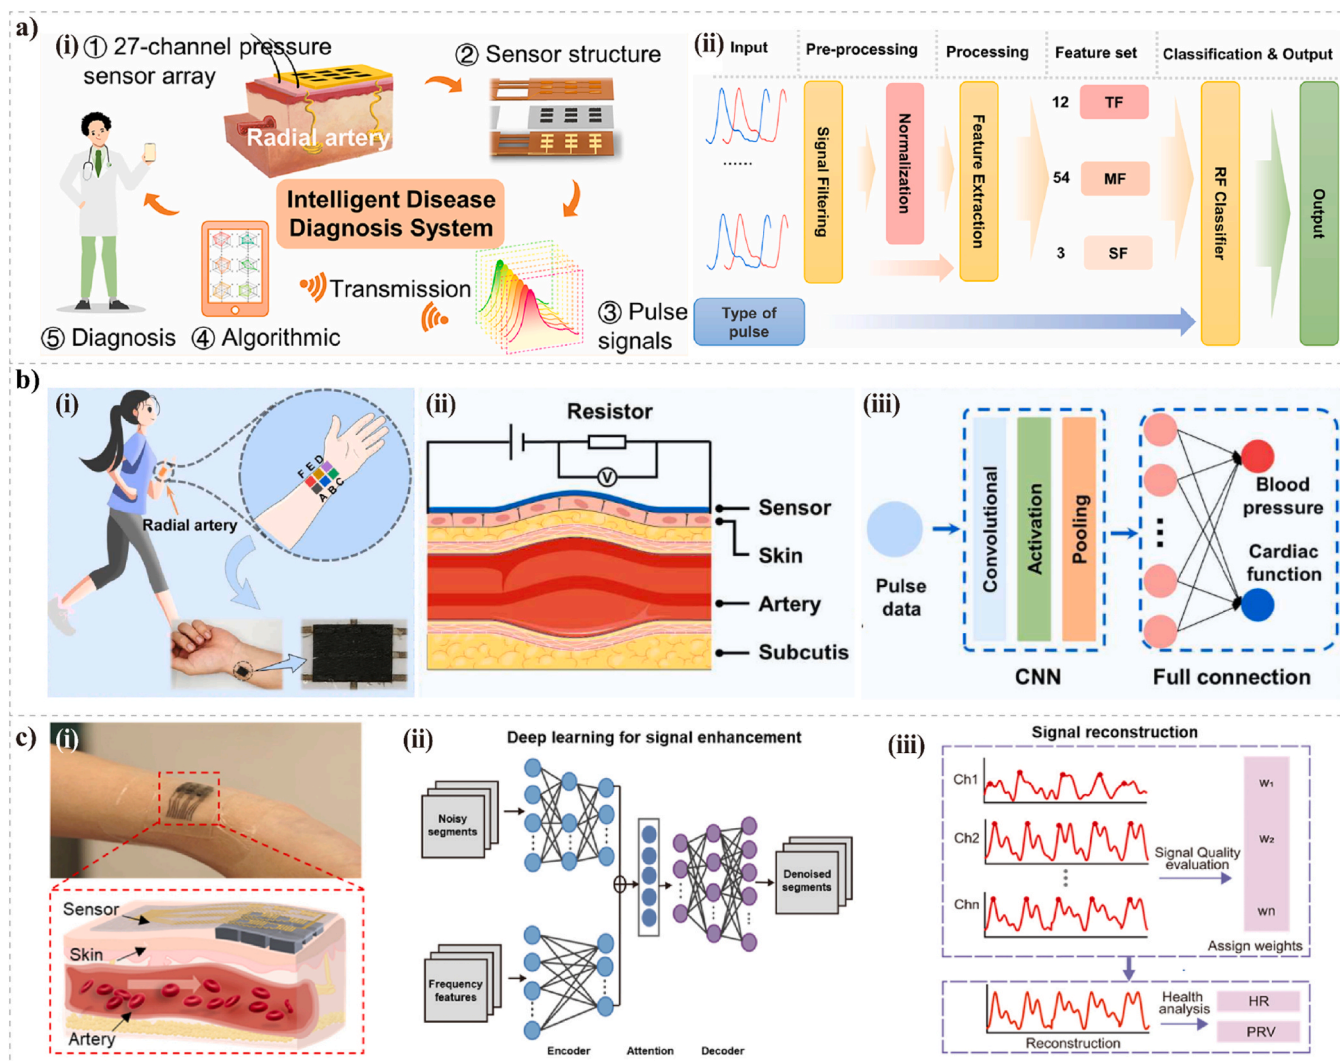 a)
(i)
① 27-channel pressure
sensor array
Radial artery
② Sensor structure
Intelligent Disease
Diagnosis System
Transmission
③ Pulse
signals
④ Algorithmic
⑤ Diagnosis
(ii)
Input
Pre-processing
Processing
Feature set
Classification & Output
Signal Filtering
Normalization
Feature Extraction
12
TF
54
MF
3
SF
RF Classifier
Output
......
Type of
pulse
b)
(i)
Radial artery
F E D
A B C
(ii)
Resistor
V
Sensor
Skin
Artery
Subcutis
(iii)
Pulse
data
Convolutional
Activation
Pooling
CNN
Blood
pressure
Cardiac
function
Full connection
c)
(i)
Sensor
Skin
Artery
(ii)
Deep learning for signal enhancement
Noisy
segments
Frequency
features
Denoised
segments
Encoder
Attention
Decoder
(iii)
Signal reconstruction
Ch1
Ch2
Chn
Signal Quality
evaluation
w₁
w₂
wn
Assign weights
Reconstruction
Health
analysis
HR
PRV